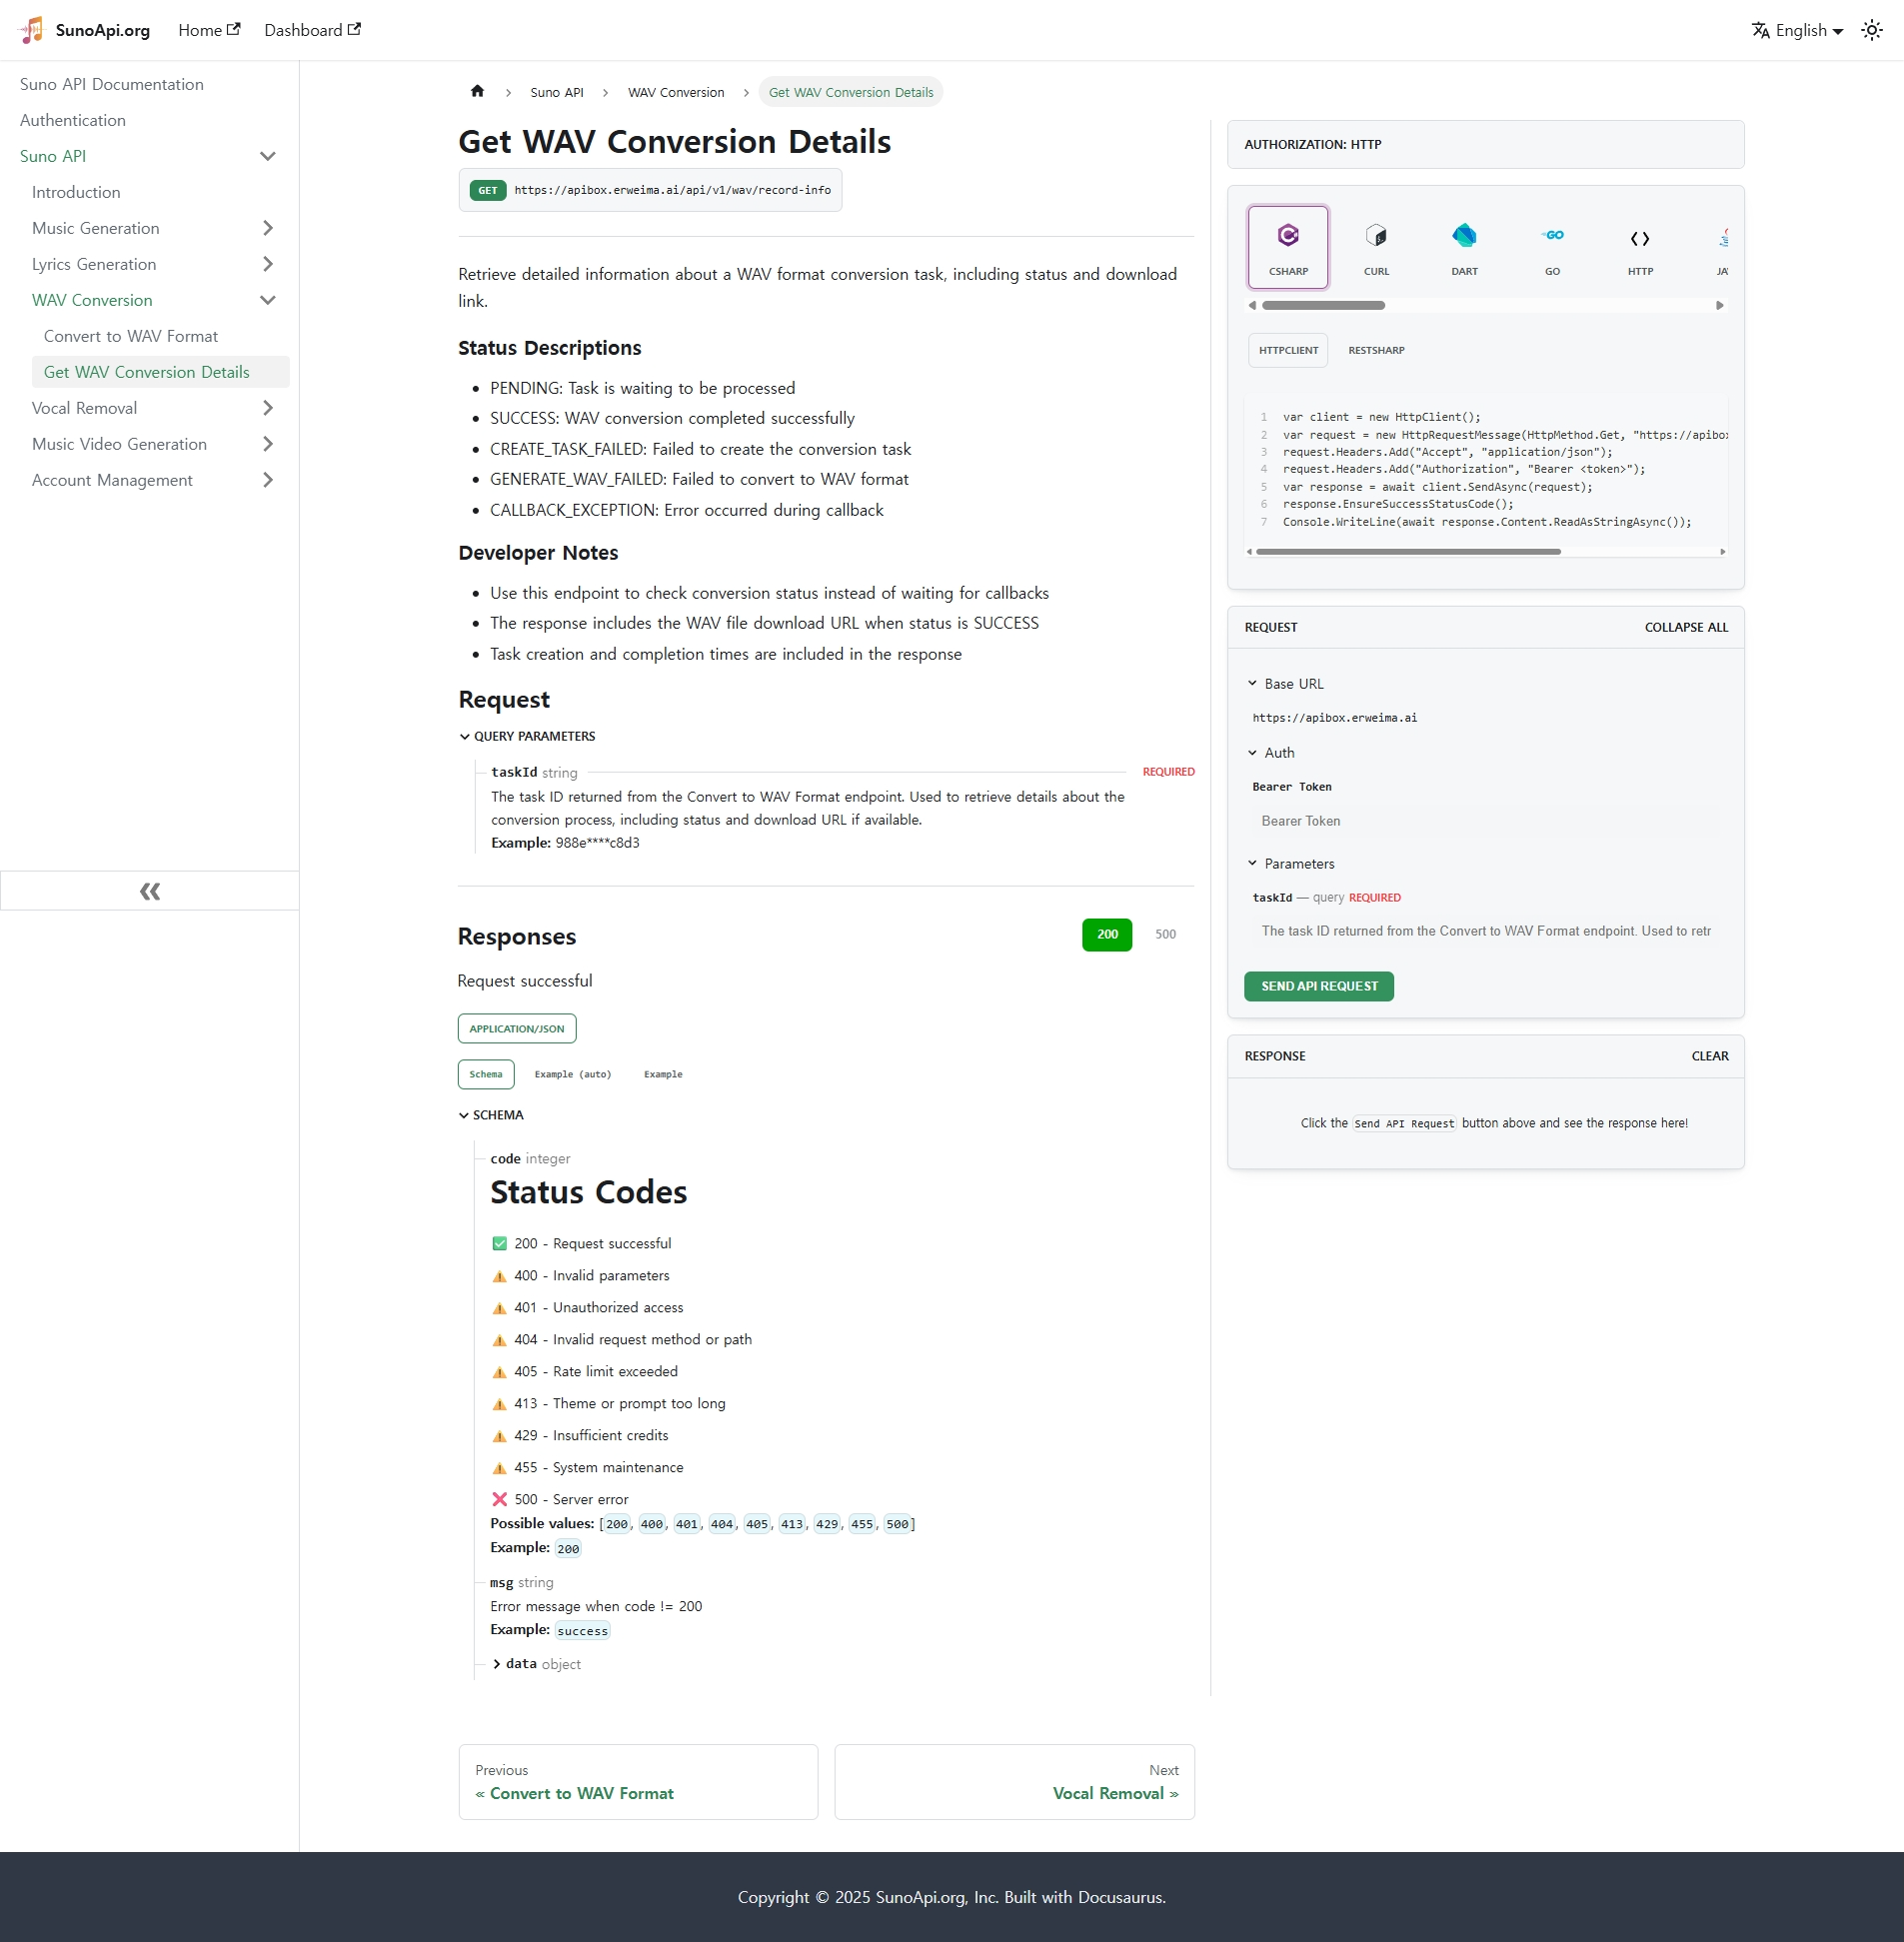 SunoApi.org Home Dashboard English
Suno API Documentation
Authentication
Suno API
Introduction
Music Generation
Lyrics Generation
WAV Conversion
Convert to WAV Format
Get WAV Conversion Details
Vocal Removal
Music Video Generation
Account Management
Suno API > WAV Conversion > Get WAV Conversion Details
Get WAV Conversion Details
GET https://apibox.erweima.ai/api/v1/wav/record-info
Retrieve detailed information about a WAV format conversion task, including status and download
link.
Status Descriptions
• PENDING: Task is waiting to be processed
• SUCCESS: WAV conversion completed successfully
• CREATE_TASK_FAILED: Failed to create the conversion task
• GENERATE_WAV_FAILED: Failed to convert to WAV format
• CALLBACK_EXCEPTION: Error occurred during callback
Developer Notes
• Use this endpoint to check conversion status instead of waiting for callbacks
• The response includes the WAV file download URL when status is SUCCESS
• Task creation and completion times are included in the response
Request
QUERY PARAMETERS
taskId string REQUIRED
The task ID returned from the Convert to WAV Format endpoint. Used to retrieve details about the
conversion process, including status and download URL if available.
Example: 988e****c8d3
Responses 200 500
Request successful
APPLICATION/JSON
Schema Example (auto) Example
SCHEMA
code integer
Status Codes
✅ 200 - Request successful
⚠️ 400 - Invalid parameters
⚠️ 401 - Unauthorized access
⚠️ 404 - Invalid request method or path
⚠️ 405 - Rate limit exceeded
⚠️ 413 - Theme or prompt too long
⚠️ 429 - Insufficient credits
⚠️ 455 - System maintenance
❌ 500 - Server error
Possible values: [200, 400, 401, 404, 405, 413, 429, 455, 500]
Example: 200
msg string
Error message when code != 200
Example: success
data object
Previous
« Convert to WAV Format
Next
Vocal Removal »
AUTHORIZATION: HTTP
CSHARP CURL DART GO HTTP JA
HTTPCLIENT RESTSHARP
1 var client = new HttpClient();
2 var request = new HttpRequestMessage(HttpMethod.Get, "https://apibo
3 request.Headers.Add("Accept", "application/json");
4 request.Headers.Add("Authorization", "Bearer <token>");
5 var response = await client.SendAsync(request);
6 response.EnsureSuccessStatusCode();
7 Console.WriteLine(await response.Content.ReadAsStringAsync());
REQUEST COLLAPSE ALL
Base URL
https://apibox.erweima.ai
Auth
Bearer Token
Bearer Token
Parameters
taskId — query REQUIRED
The task ID returned from the Convert to WAV Format endpoint. Used to retr
SEND API REQUEST
RESPONSE CLEAR
Click the Send API Request button above and see the response here!
Copyright © 2025 SunoApi.org, Inc. Built with Docusaurus.